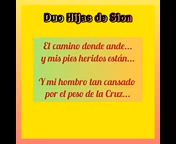 Duo Hijas de Sion
El camino donde ande...
y mis pies heridos están...
Y mi hombro tan cansado
por el peso de la Cruz...